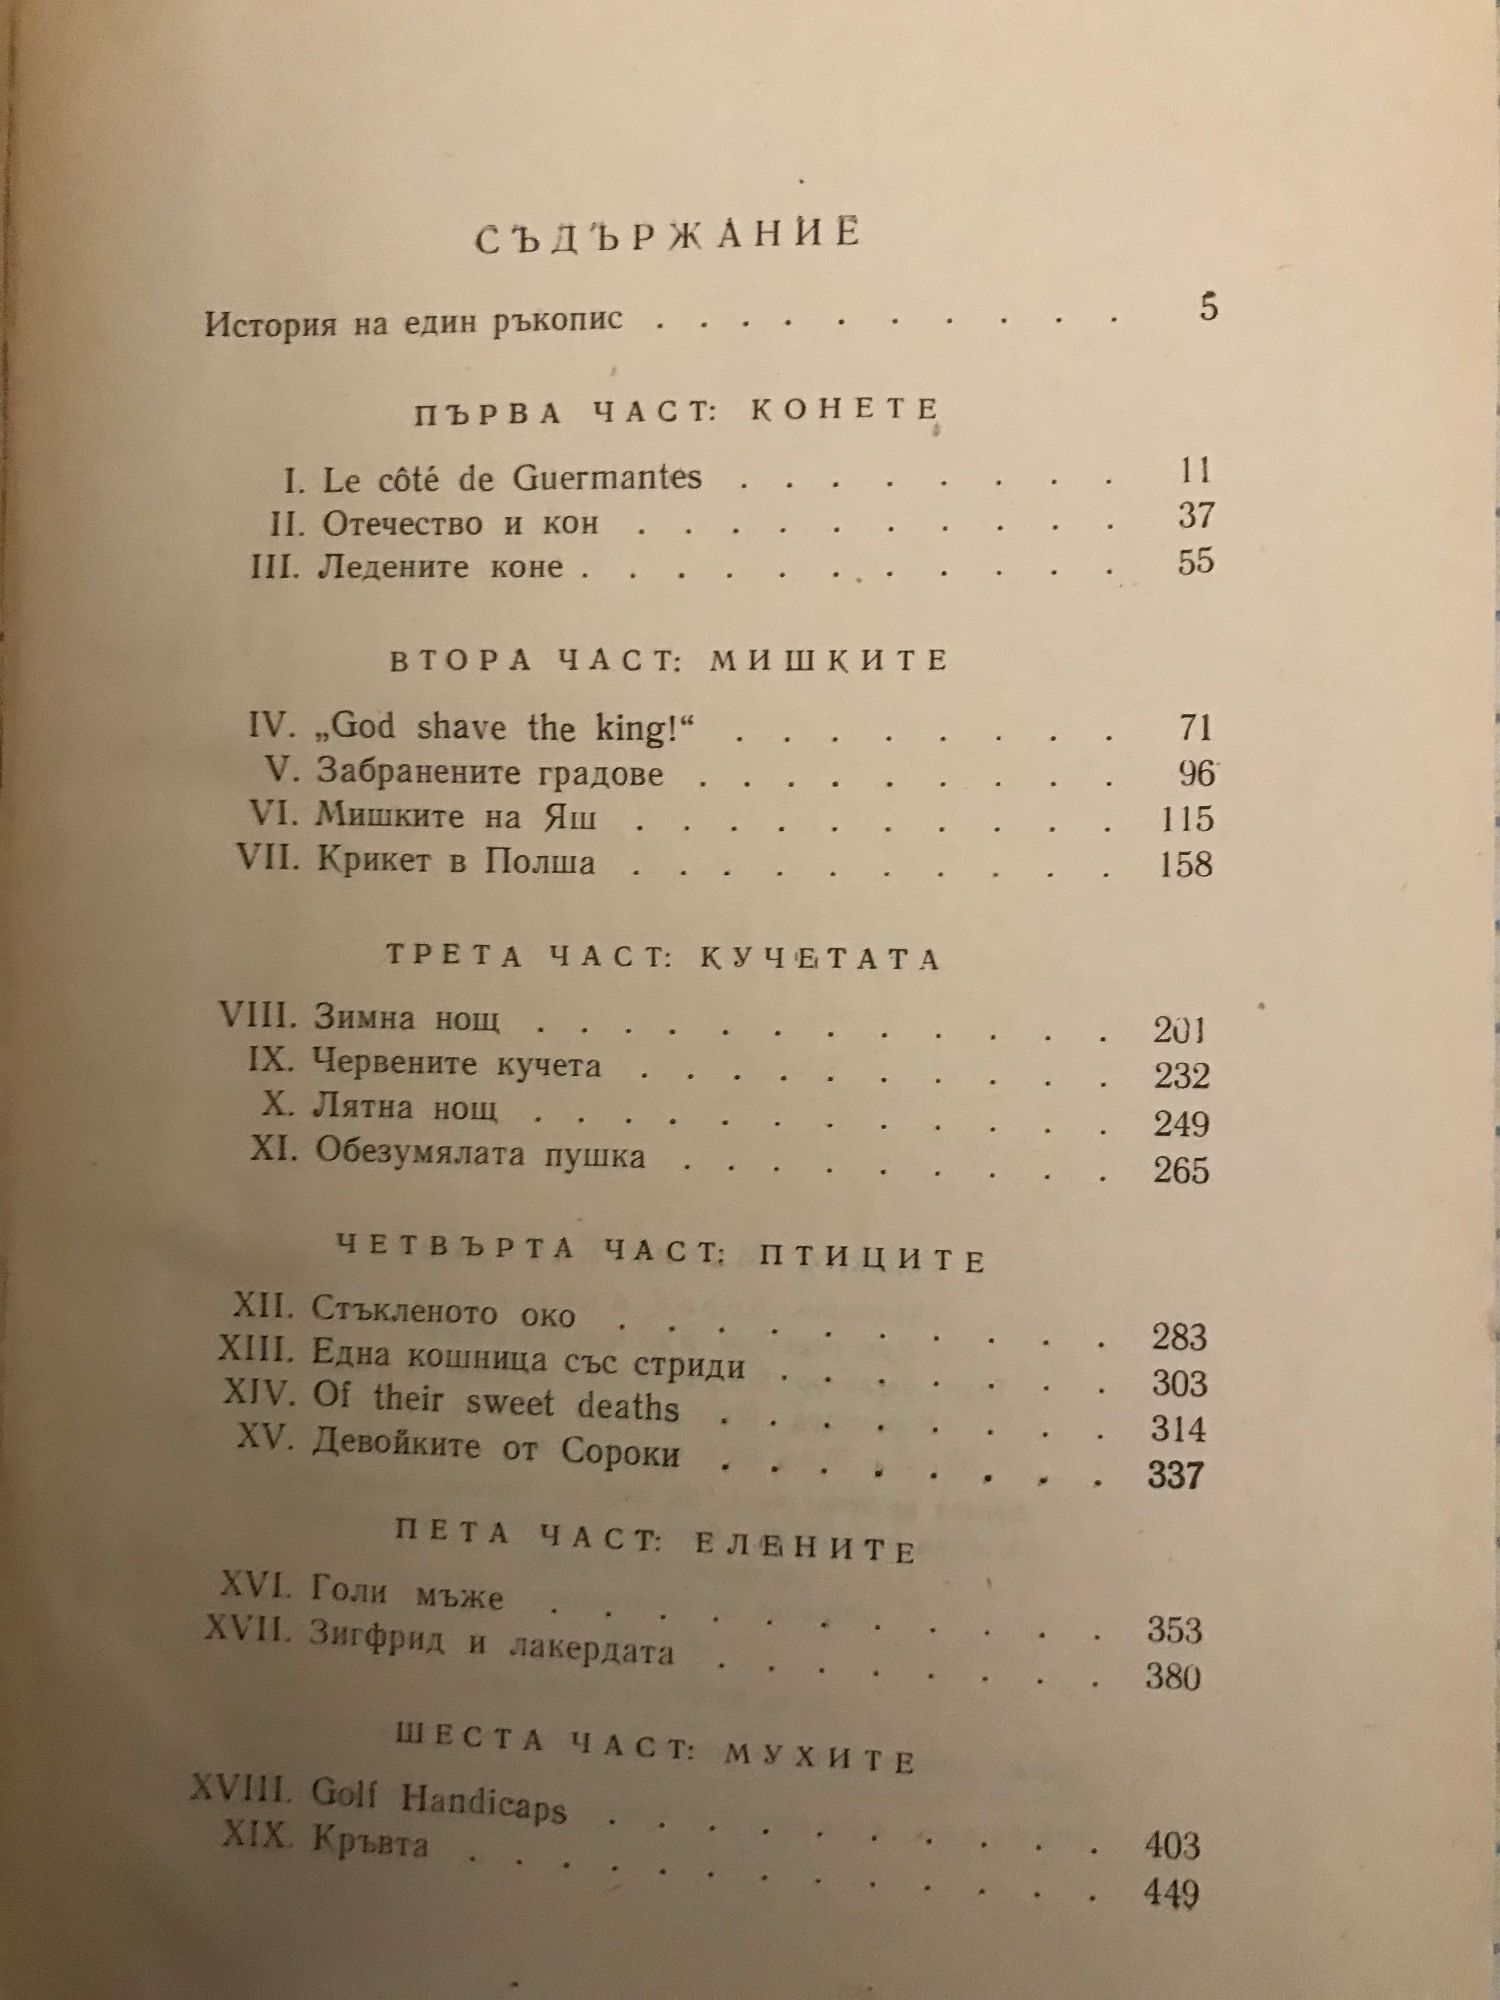 СЪДЪРЖАНИЕ
История на един ръкопис . . . . . . . . . . 5
ПЪРВА ЧАСТ: КОНЕТЕ
I. Le côté de Guermantes . . . . . . . . 11
II. Отечество и кон . . . . . . . . . . 37
III. Ледените коне . . . . . . . . . . . 55
ВТОРА ЧАСТ: МИШКИТЕ
IV. „God shave the king!“ . . . . . . . . 71
V. Забранените градове . . . . . . . . . 96
VI. Мишките на Яш . . . . . . . . . . 115
VII. Крикет в Полша . . . . . . . . . . 158
ТРЕТА ЧАСТ: КУЧЕТАТА
VIII. Зимна нощ . . . . . . . . . . . . 201
IX. Червените кучета . . . . . . . . . . 232
X. Лятна нощ . . . . . . . . . . . . 249
XI. Обезумялата пушка . . . . . . . . . 265
ЧЕТВЪРТА ЧАСТ: ПТИЦИТЕ
XII. Стъкленото око . . . . . . . . . . 283
XIII. Една кошница със стриди . . . . . . . 303
XIV. Of their sweet deaths . . . . . . . . 314
XV. Девойките от Сороки . . . . . . . . 337
ПЕТА ЧАСТ: ЕЛЕНИТЕ
XVI. Голи мъже . . . . . . . . . . . 353
XVII. Зигфрид и лакердата . . . . . . . . 380
ШЕСТА ЧАСТ: МУХИТЕ
XVIII. Golf Handicaps . . . . . . . . . . 403
XIX. Кръвта . . . . . . . . . . . . . 449